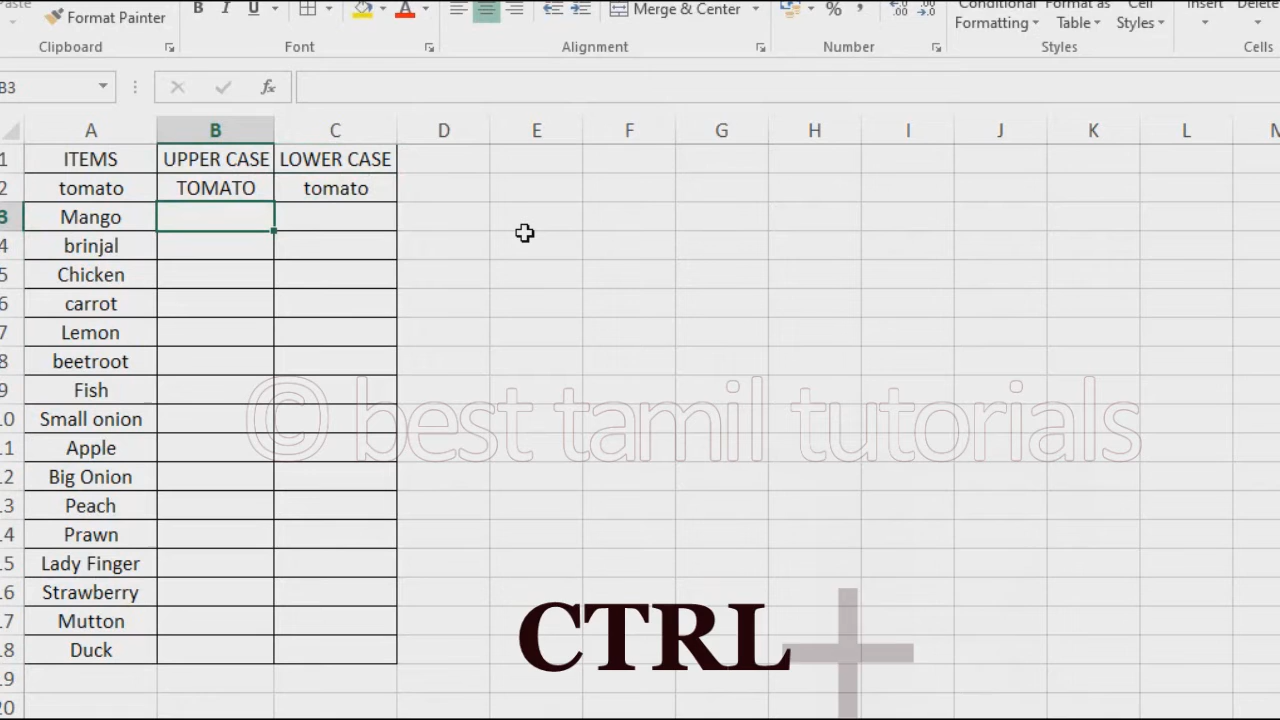 Paste
Format Painter
B I U A
Merge & Center
% , .00
Conditional Formatting
Format as Table
Cell Styles
Insert
Delete
Clipboard
Font
Alignment
Number
Styles
Cells
B3
fx
A B C D E F G H I J K L M
1 ITEMS UPPER CASE LOWER CASE
2 tomato TOMATO tomato
3 Mango
4 brinjal
5 Chicken
6 carrot
7 Lemon
8 beetroot
9 Fish
10 Small onion
11 Apple
12 Big Onion
13 Peach
14 Prawn
15 Lady Finger
16 Strawberry
17 Mutton
18 Duck
19
20
© best tamil tutorials
CTRL+